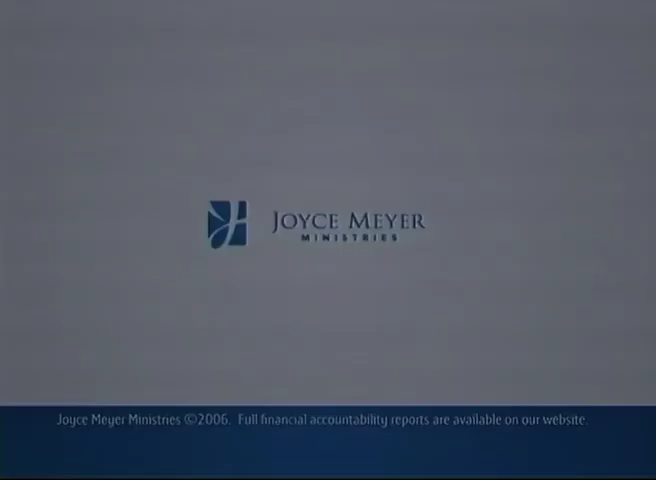 JOYCE MEYER
MINISTRIES
Joyce Meyer Ministries ©2006. Full financial accountability reports are available on our website.